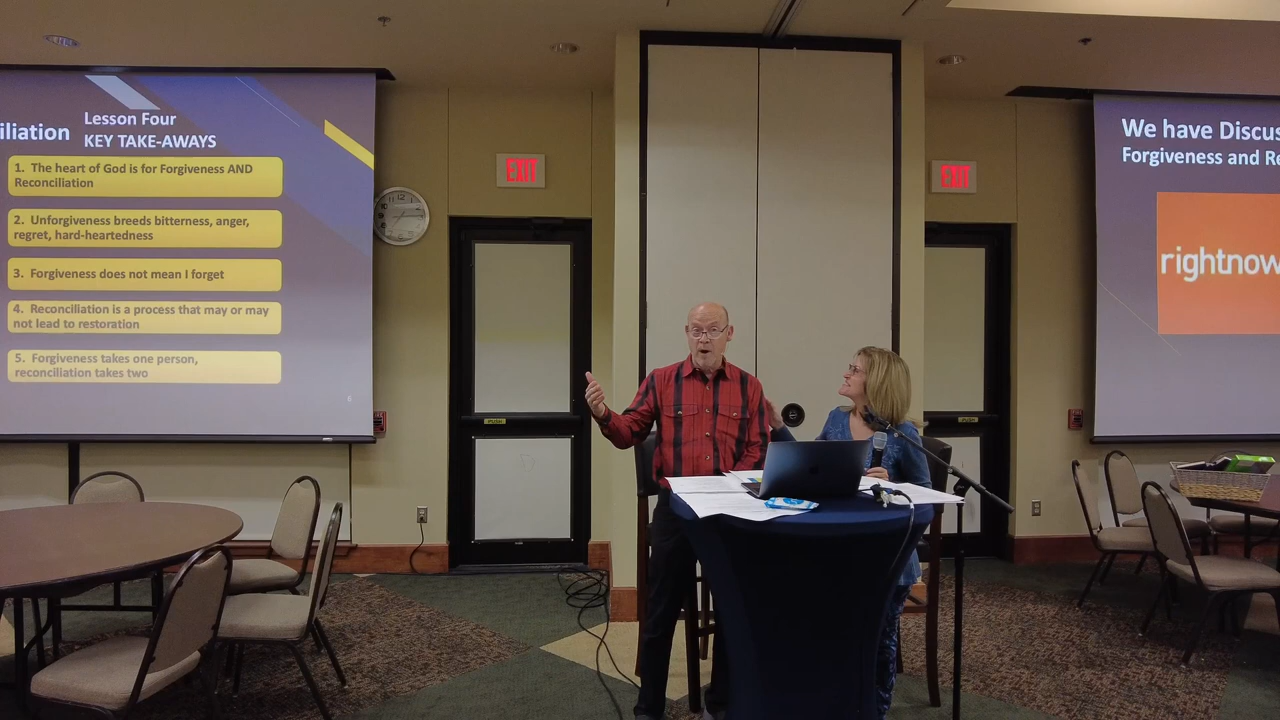 iliation
Lesson Four
KEY TAKE-AWAYS
1. The heart of God is for Forgiveness AND
Reconciliation
2. Unforgiveness breeds bitterness, anger,
regret, hard-heartedness
3. Forgiveness does not mean I forget
4. Reconciliation is a process that may or may
not lead to restoration
5. Forgiveness takes one person,
reconciliation takes two
6
EXIT
EXIT
We have Discus
Forgiveness and Re
rightnow
PUSH
PUSH